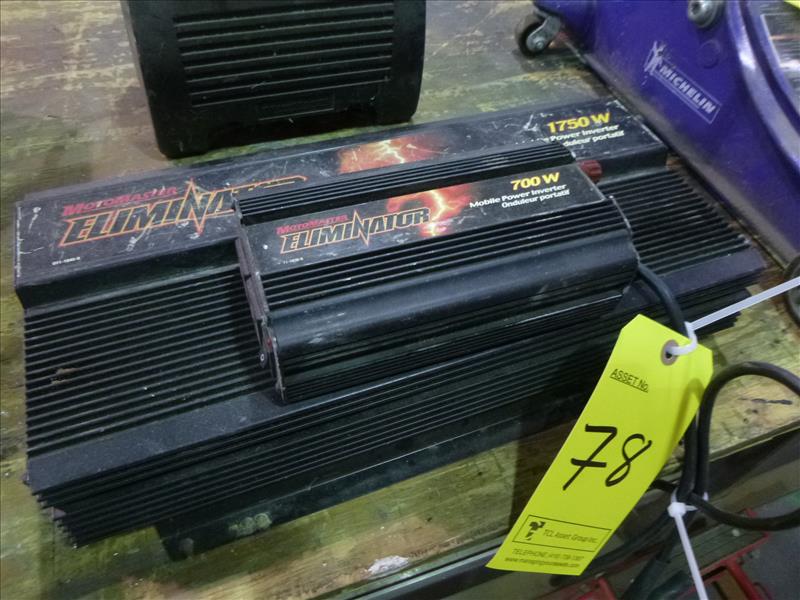 MICHELIN
1750 W
Mobile Power Inverter
Onduleur portatif
MOTOMASTER
ELIMINATOR
700 W
Mobile Power Inverter
Onduleur portatif
MOTOMASTER
ELIMINATOR
ASSET No.
78
TCL Asset Group Inc.